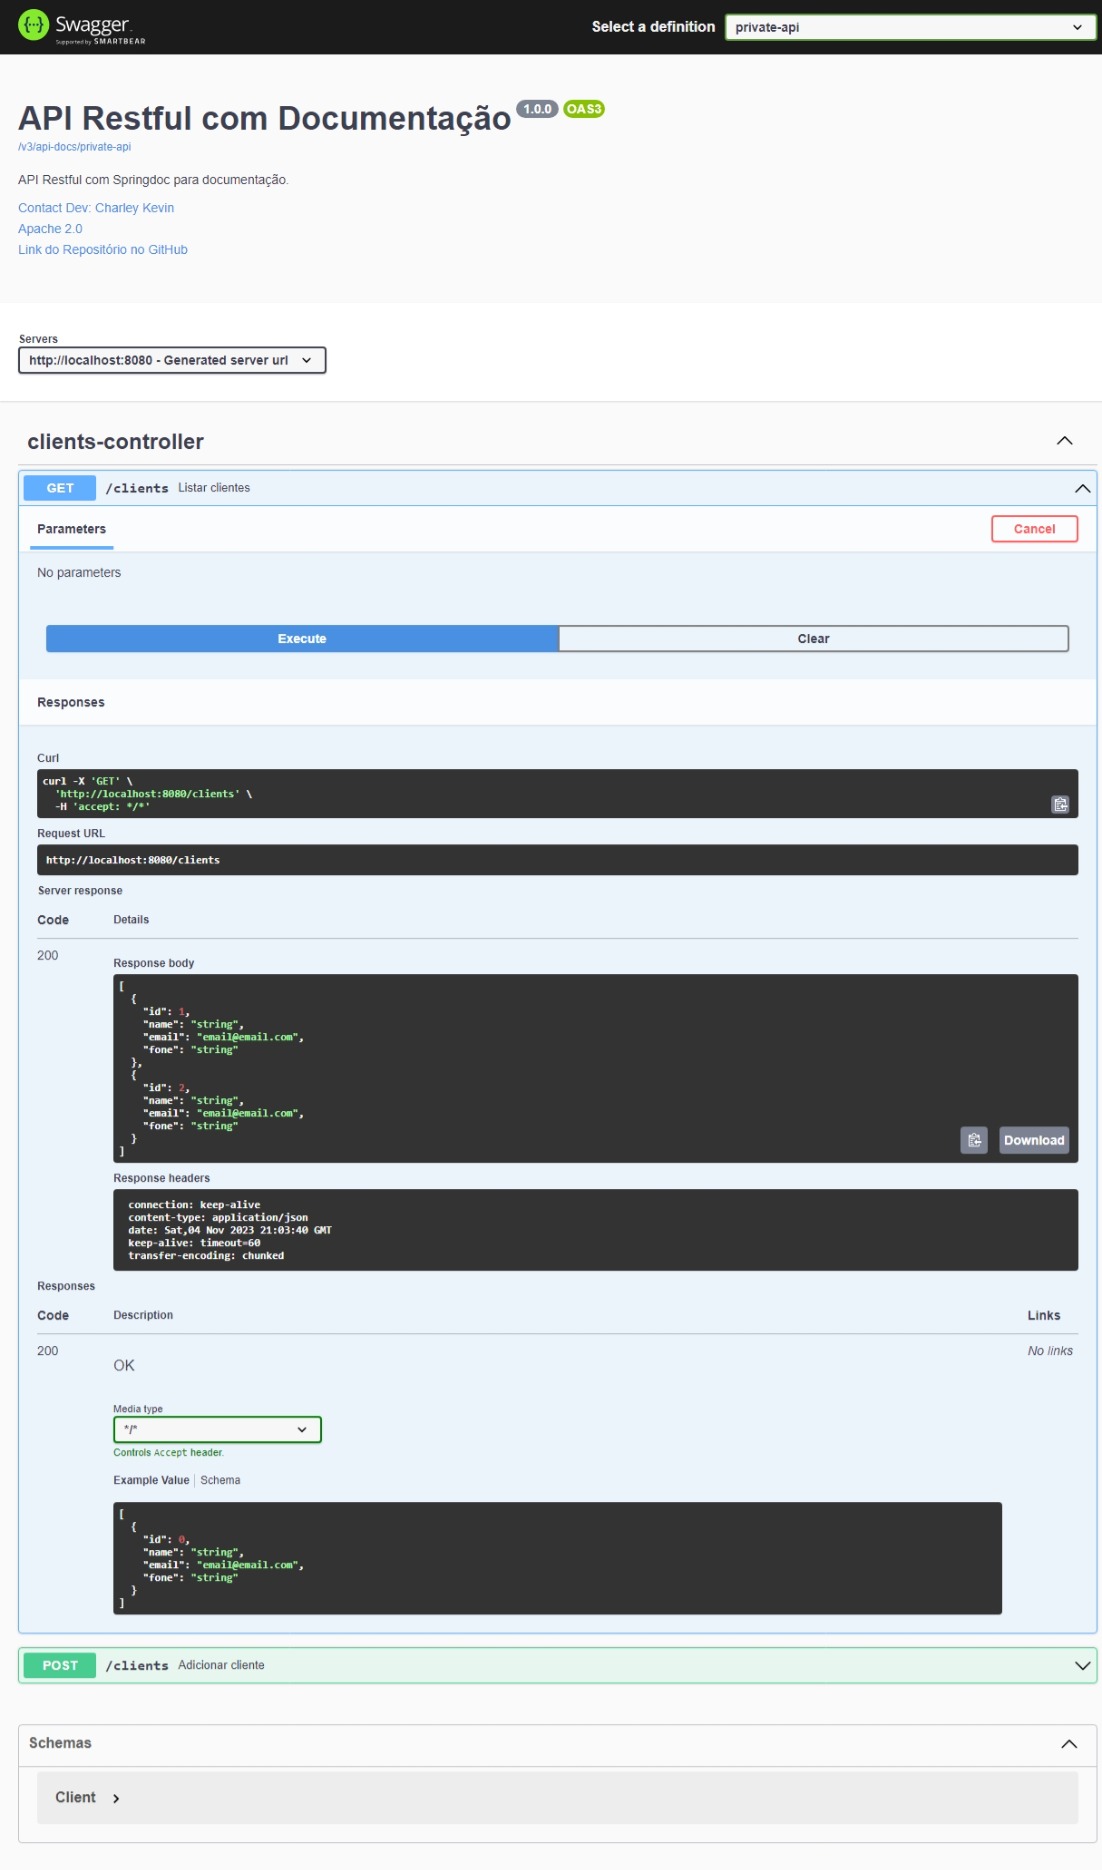 Swagger.
Supported by SMARTBEAR
Select a definition
private-api
API Restful com Documentação 1.0.0 OAS3
/v3/api-docs/private-api
API Restful com Springdoc para documentação.
Contact Dev: Charley Kevin
Apache 2.0
Link do Repositório no GitHub
Servers
http://localhost:8080 - Generated server url
clients-controller
GET /clients Listar clientes
Parameters
Cancel
No parameters
Execute
Clear
Responses
Curl
curl -X 'GET' \
'http://localhost:8080/clients' \
-H 'accept: */*'
Request URL
http://localhost:8080/clients
Server response
Code Details
200
Response body
[
{
"id": 1,
"name": "string",
"email": "email@email.com",
"fone": "string"
},
{
"id": 2,
"name": "string",
"email": "email@email.com",
"fone": "string"
}
]
Download
Response headers
connection: keep-alive
content-type: application/json
date: Sat,04 Nov 2023 21:03:40 GMT
keep-alive: timeout=60
transfer-encoding: chunked
Responses
Code Description Links
200
OK
No links
Media type
*/*
Controls Accept header.
Example Value Schema
[
{
"id": 0,
"name": "string",
"email": "email@email.com",
"fone": "string"
}
]
POST /clients Adicionar cliente
Schemas
Client